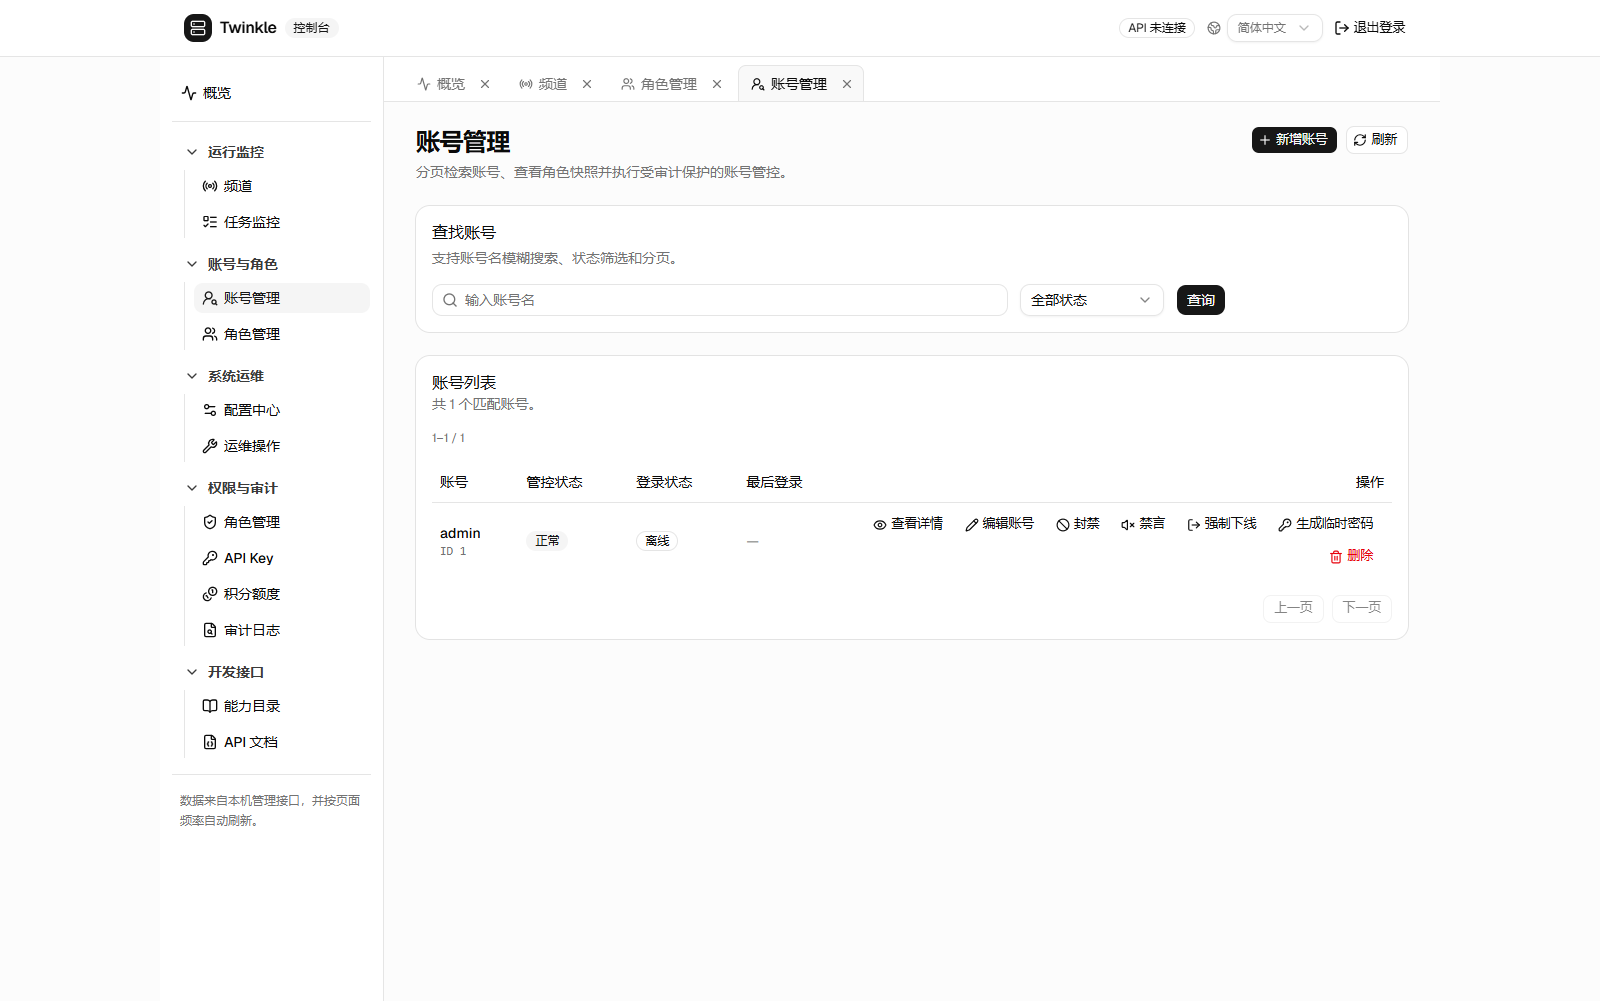 Twinkle 控制台
API 未连接 简体中文 退出登录
概览
运行监控
频道
任务监控
账号与角色
账号管理
角色管理
系统运维
配置中心
运维操作
权限与审计
角色管理
API Key
积分额度
审计日志
开发接口
能力目录
API 文档
数据来自本机管理接口，并按页面
频率自动刷新。
概览 频道 角色管理 账号管理
账号管理
分页检索账号、查看角色快照并执行受审计保护的账号管控。
新增账号 刷新
查找账号
支持账号名模糊搜索、状态筛选和分页。
输入账号名 全部状态 查询
账号列表
共 1 个匹配账号。
1–1 / 1
账号 管控状态 登录状态 最后登录 操作
admin 正常 离线 — 查看详情 编辑账号 封禁 禁言 强制下线 生成临时密码
ID 1 删除
上一页 下一页